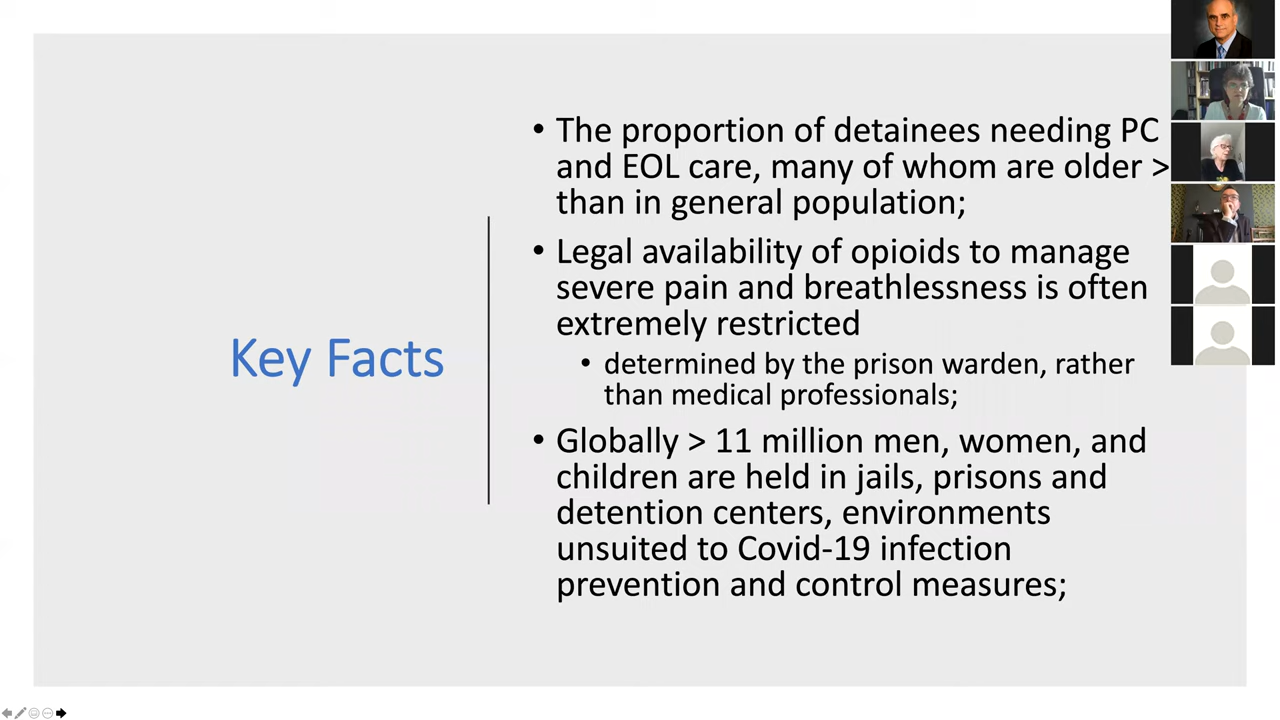 Key Facts
• The proportion of detainees needing PC
and EOL care, many of whom are older >
than in general population;
• Legal availability of opioids to manage
severe pain and breathlessness is often
extremely restricted
• determined by the prison warden, rather
than medical professionals;
• Globally > 11 million men, women, and
children are held in jails, prisons and
detention centers, environments
unsuited to Covid-19 infection
prevention and control measures;